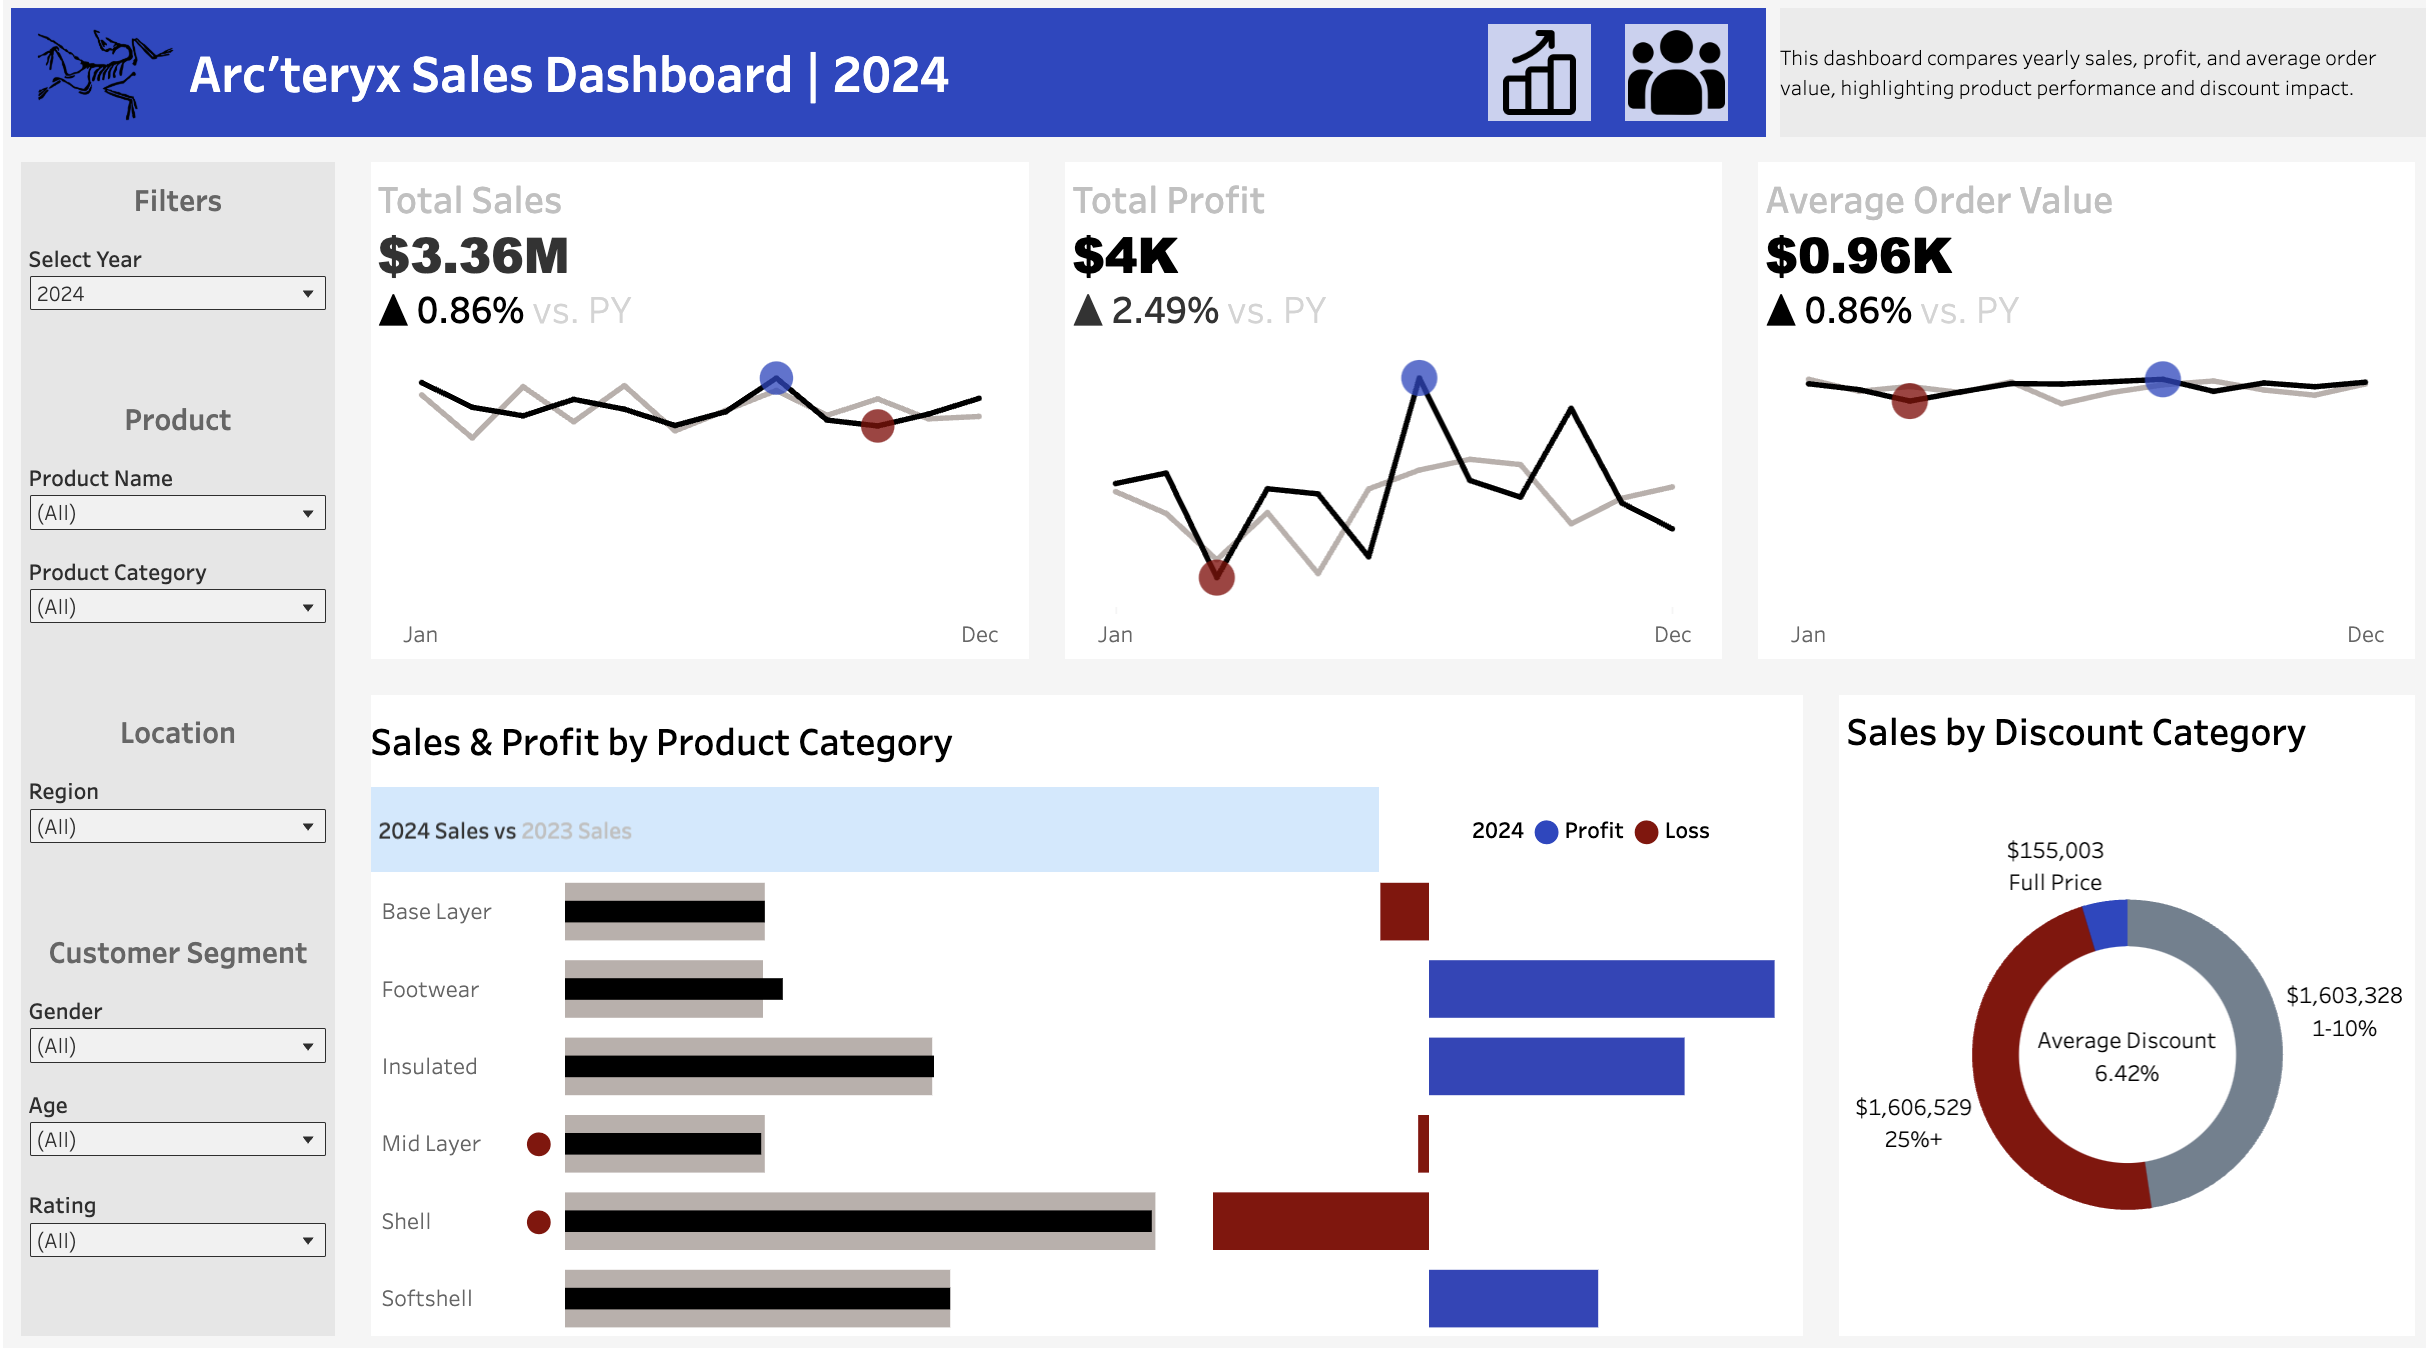 Arc'teryx Sales Dashboard | 2024
This dashboard compares yearly sales, profit, and average order
value, highlighting product performance and discount impact.
Filters
Select Year
2024
Product
Product Name
(All)
Product Category
(All)
Location
Region
(All)
Customer Segment
Gender
(All)
Age
(All)
Rating
(All)
Total Sales
$3.36M
▲ 0.86% vs. PY
Jan
Dec
Total Profit
$4K
▲ 2.49% vs. PY
Jan
Dec
Average Order Value
$0.96K
▲ 0.86% vs. PY
Jan
Dec
Sales & Profit by Product Category
2024 Sales vs 2023 Sales
2024 Profit Loss
Base Layer
Footwear
Insulated
Mid Layer
Shell
Softshell
Sales by Discount Category
$155,003
Full Price
$1,603,328
1-10%
Average Discount
6.42%
$1,606,529
25%+